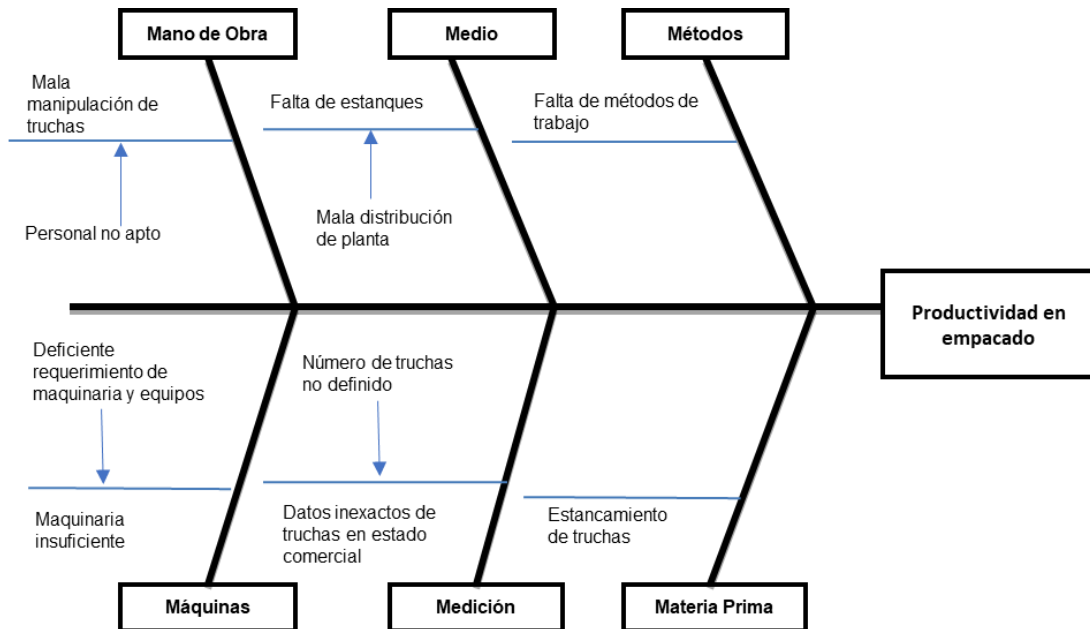 Mano de Obra
Medio
Métodos
Mala
manipulación de
truchas
Falta de estanques
Falta de métodos de
trabajo
Personal no apto
Mala distribución
de planta
Productividad en
empacado
Deficiente
requerimiento de
maquinaria y equipos
Número de truchas
no definido
Maquinaria
insuficiente
Datos inexactos de
truchas en estado
comercial
Estancamiento
de truchas
Máquinas
Medición
Materia Prima